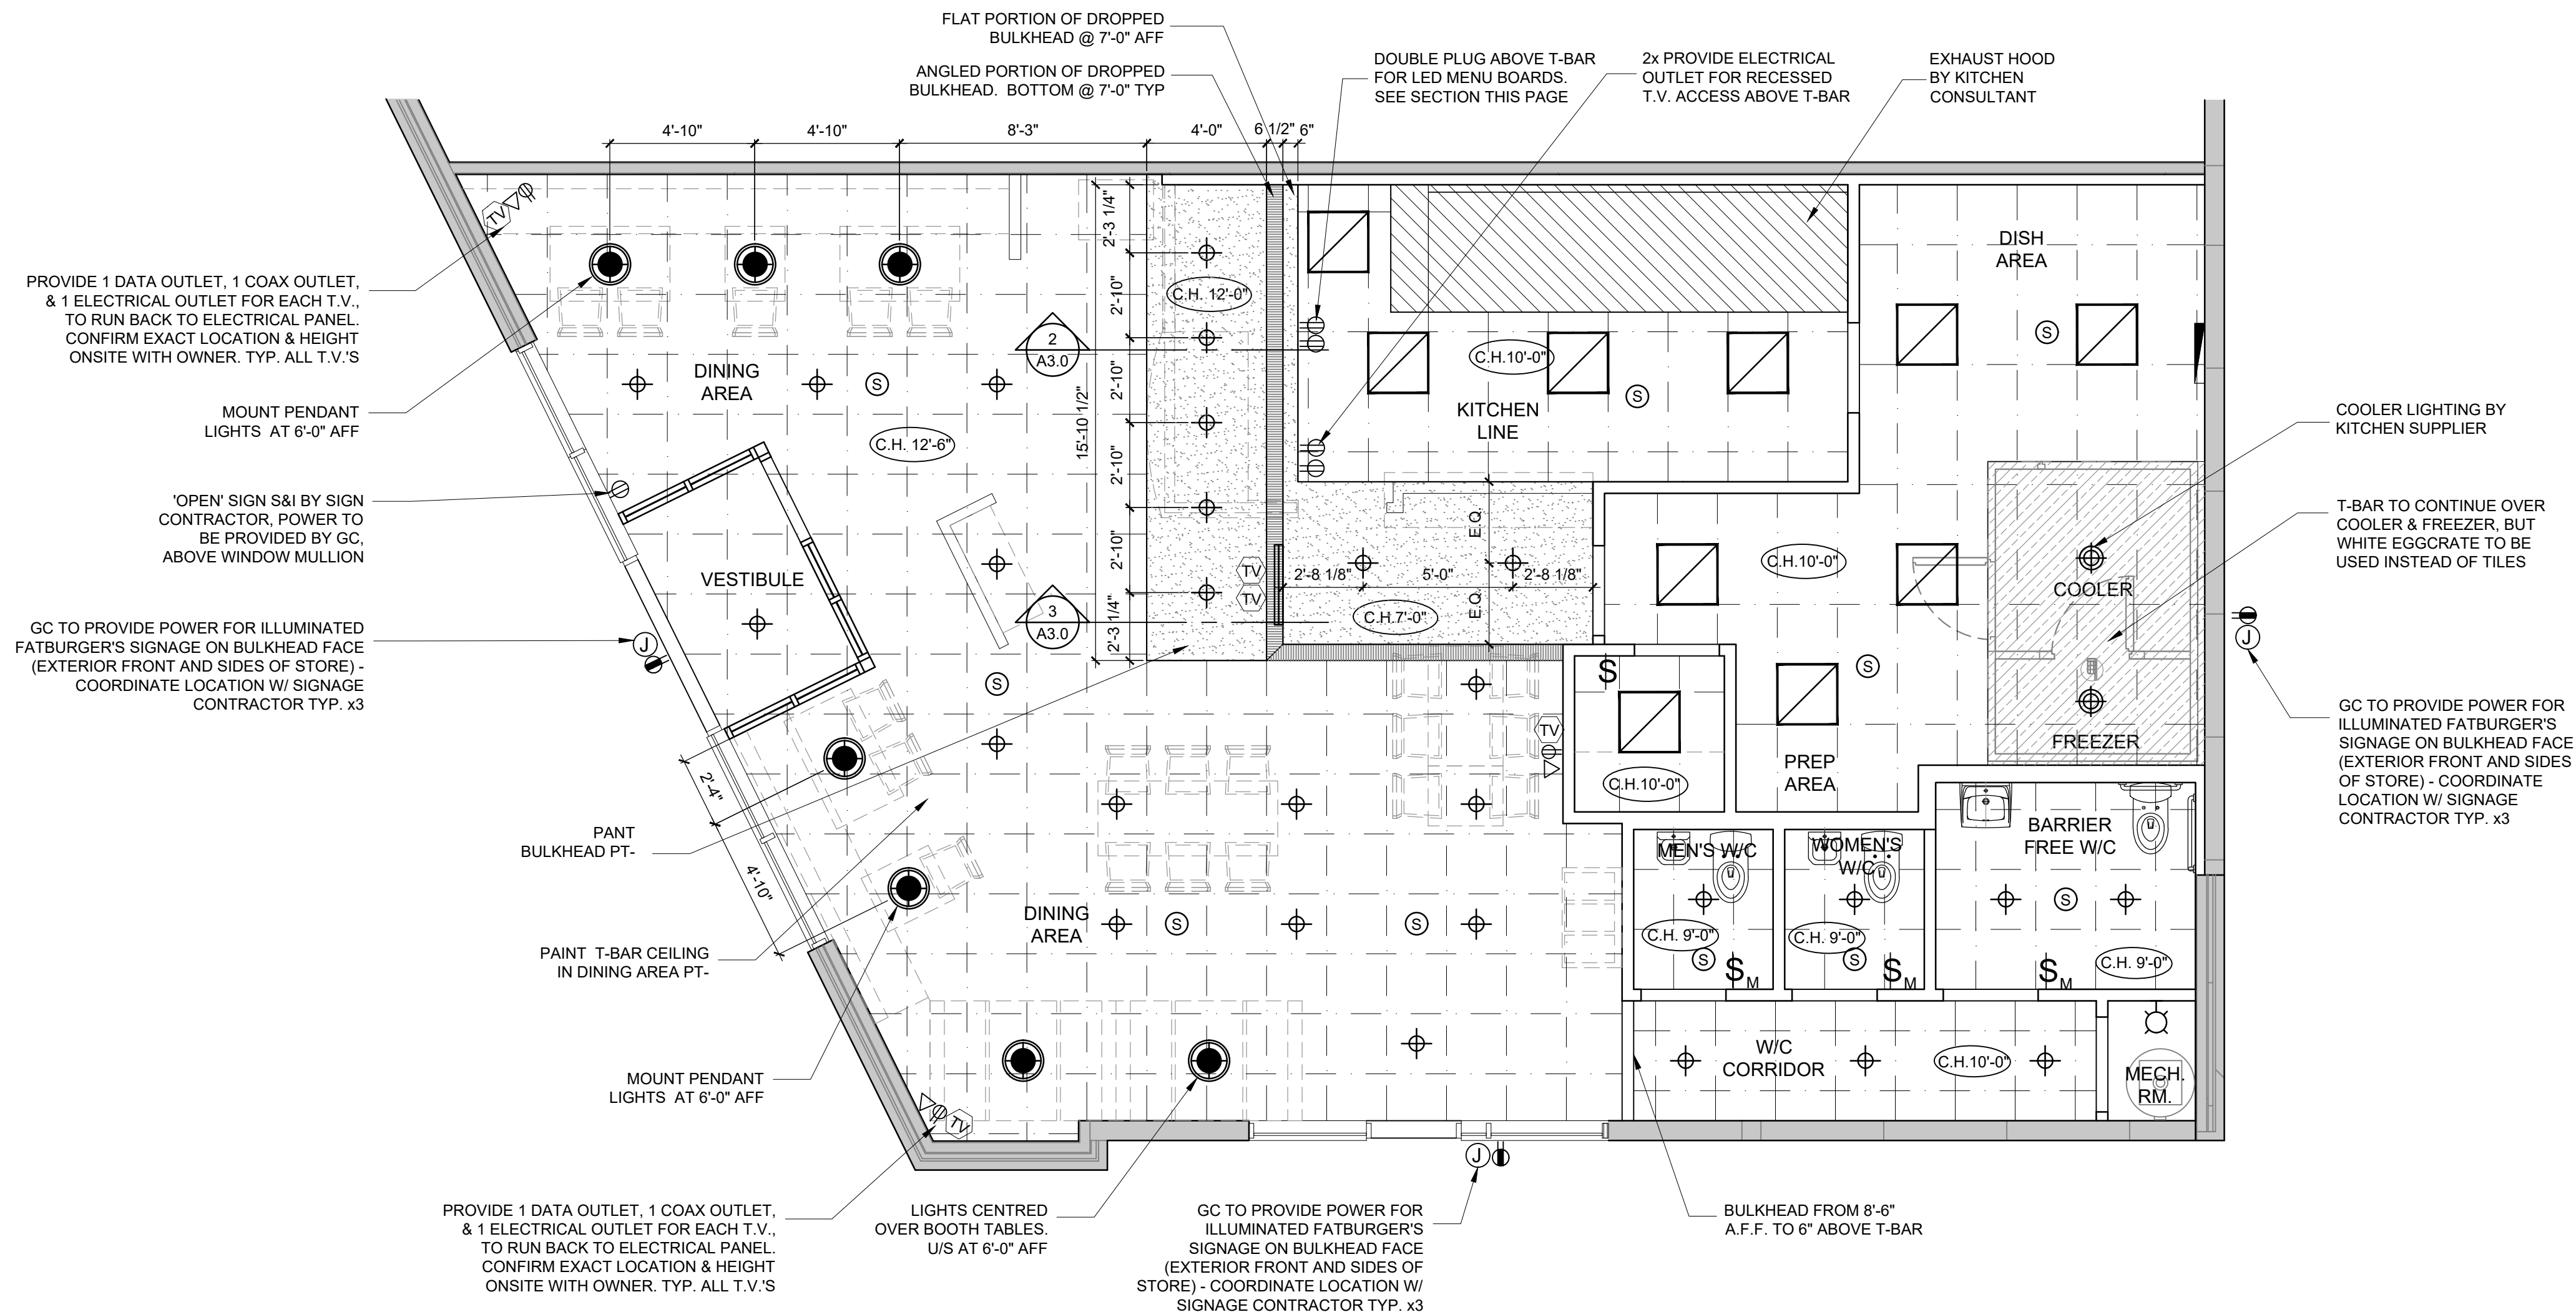 FLAT PORTION OF DROPPED
BULKHEAD @ 7'-0" AFF
ANGLED PORTION OF DROPPED
BULKHEAD. BOTTOM @ 7'-0" TYP
DOUBLE PLUG ABOVE T-BAR
FOR LED MENU BOARDS.
SEE SECTION THIS PAGE
2x PROVIDE ELECTRICAL
OUTLET FOR RECESSED
T.V. ACCESS ABOVE T-BAR
EXHAUST HOOD
BY KITCHEN
CONSULTANT
4'-10"
4'-10"
8'-3"
4'-0"
6 1/2"
6"
TV
PROVIDE 1 DATA OUTLET, 1 COAX OUTLET,
& 1 ELECTRICAL OUTLET FOR EACH T.V.,
TO RUN BACK TO ELECTRICAL PANEL.
CONFIRM EXACT LOCATION & HEIGHT
ONSITE WITH OWNER. TYP. ALL T.V.'S
MOUNT PENDANT
LIGHTS AT 6'-0" AFF
'OPEN' SIGN S&I BY SIGN
CONTRACTOR, POWER TO
BE PROVIDED BY GC,
ABOVE WINDOW MULLION
GC TO PROVIDE POWER FOR ILLUMINATED
FATBURGER'S SIGNAGE ON BULKHEAD FACE
(EXTERIOR FRONT AND SIDES OF STORE) -
COORDINATE LOCATION W/ SIGNAGE
CONTRACTOR TYP. x3
J
DINING
AREA
S
C.H. 12'-6"
2
A3.0
3
A3.0
15'-10 1/2"
2'-3 1/4"
2'-10"
2'-10"
2'-10"
2'-10"
2'-3 1/4"
C.H. 12'-0"
C.H.10'-0"
KITCHEN
LINE
S
DISH
AREA
S
COOLER LIGHTING BY
KITCHEN SUPPLIER
T-BAR TO CONTINUE OVER
COOLER & FREEZER, BUT
WHITE EGGCRATE TO BE
USED INSTEAD OF TILES
VESTIBULE
TV
TV
2'-8 1/8"
5'-0"
2'-8 1/8"
E.Q.
E.Q.
C.H.7'-0"
C.H.10'-0"
COOLER
FREEZER
J
GC TO PROVIDE POWER FOR
ILLUMINATED FATBURGER'S
SIGNAGE ON BULKHEAD FACE
(EXTERIOR FRONT AND SIDES
OF STORE) - COORDINATE
LOCATION W/ SIGNAGE
CONTRACTOR TYP. x3
S
S
S
TV
C.H.10'-0"
PREP
AREA
2'-4"
4'-10"
PANT
BULKHEAD PT-
PAINT T-BAR CEILING
IN DINING AREA PT-
MOUNT PENDANT
LIGHTS AT 6'-0" AFF
DINING
AREA
S
S
MEN'S W/C
C.H. 9'-0"
S
S M
WOMEN'S
W/C
C.H. 9'-0"
S
S M
BARRIER
FREE W/C
S
C.H. 9'-0"
S M
W/C
CORRIDOR
C.H.10'-0"
MECH.
RM.
TV
J
PROVIDE 1 DATA OUTLET, 1 COAX OUTLET,
& 1 ELECTRICAL OUTLET FOR EACH T.V.,
TO RUN BACK TO ELECTRICAL PANEL.
CONFIRM EXACT LOCATION & HEIGHT
ONSITE WITH OWNER. TYP. ALL T.V.'S
LIGHTS CENTRED
OVER BOOTH TABLES.
U/S AT 6'-0" AFF
GC TO PROVIDE POWER FOR
ILLUMINATED FATBURGER'S
SIGNAGE ON BULKHEAD FACE
(EXTERIOR FRONT AND SIDES OF
STORE) - COORDINATE LOCATION W/
SIGNAGE CONTRACTOR TYP. x3
BULKHEAD FROM 8'-6"
A.F.F. TO 6" ABOVE T-BAR